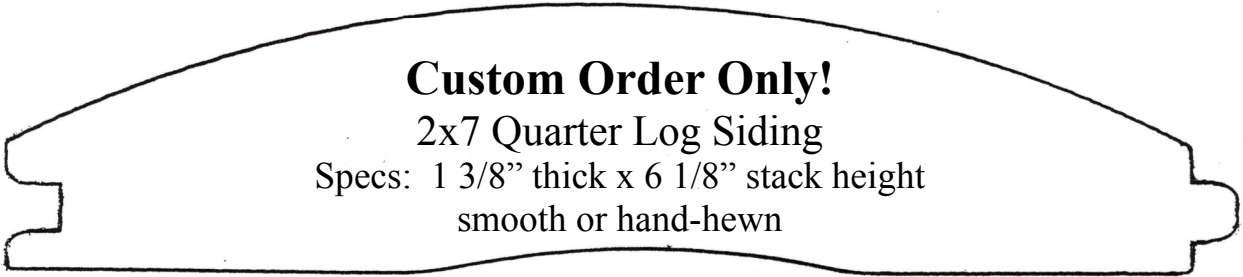 Custom Order Only!
2x7 Quarter Log Siding
Specs:  1 3/8” thick x 6 1/8” stack height
smooth or hand-hewn